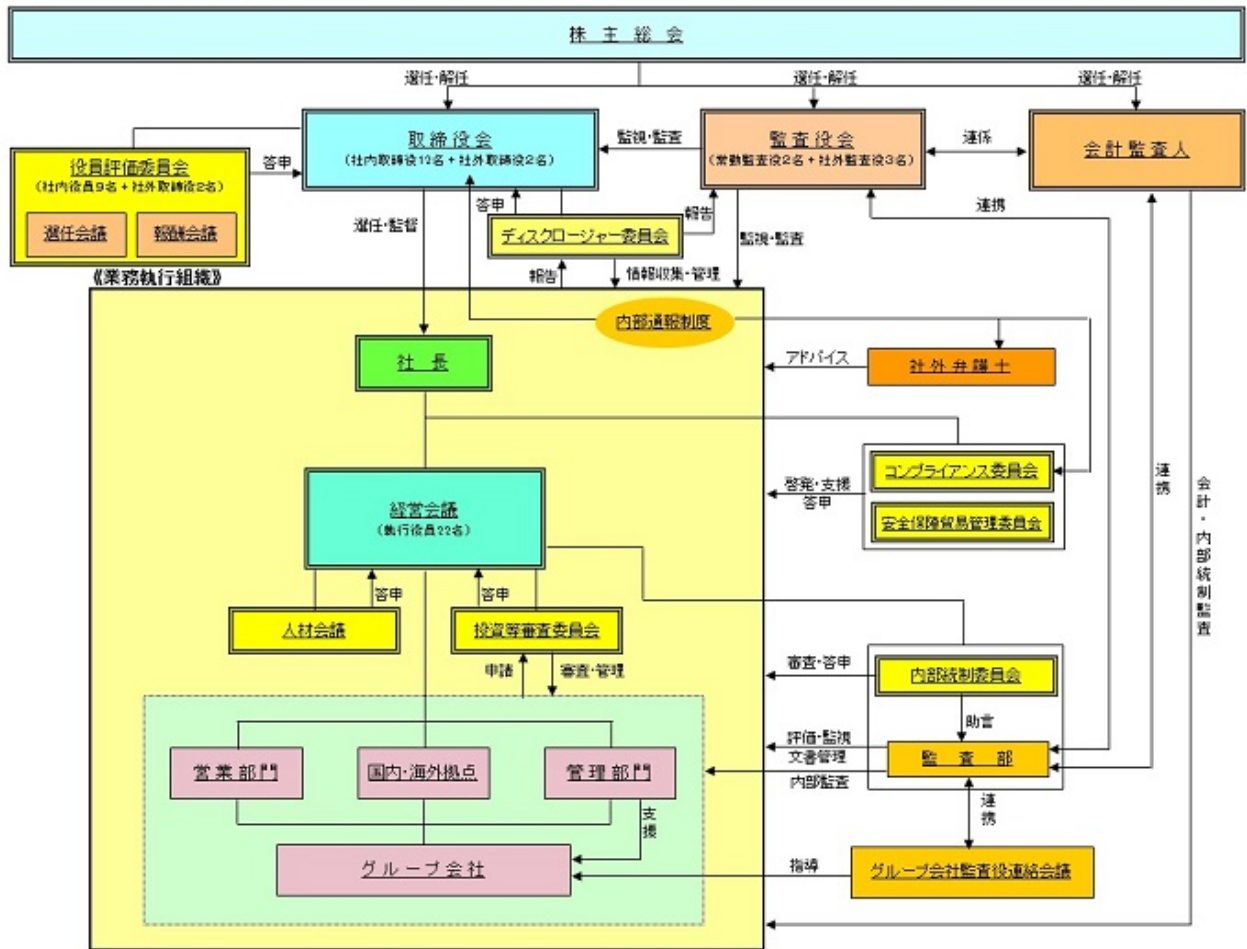 株主総会
選任・解任
選任・解任
選任・解任
取締役会
(社内取締役12名+社外取締役2名)
監視・監査
監査役会
(常勤監査役2名+社外監査役3名)
連係
会計監査人
役員評価委員会
(社内役員9名+社外取締役2名)
選任会議
報酬会議
答申
選任・監督
答申
ディスクロージャー委員会
報告
監視・監査
連携
《業務執行組織》
報告
情報収集・管理
内部通報制度
社長
アドバイス
社外弁護士
経営会議
(執行役員22名)
啓発・支援
答申
コンプライアンス委員会
安全保障貿易管理委員会
連携
会計・内部統制監査
答申
答申
人材会議
投資等審査委員会
申請
審査・管理
審査・答申
内部統制委員会
助言
評価・監視
文書管理
内部監査
監査部
営業部門
国内・海外拠点
管理部門
支援
連携
グループ会社
指導
グループ会社監査役連絡会議